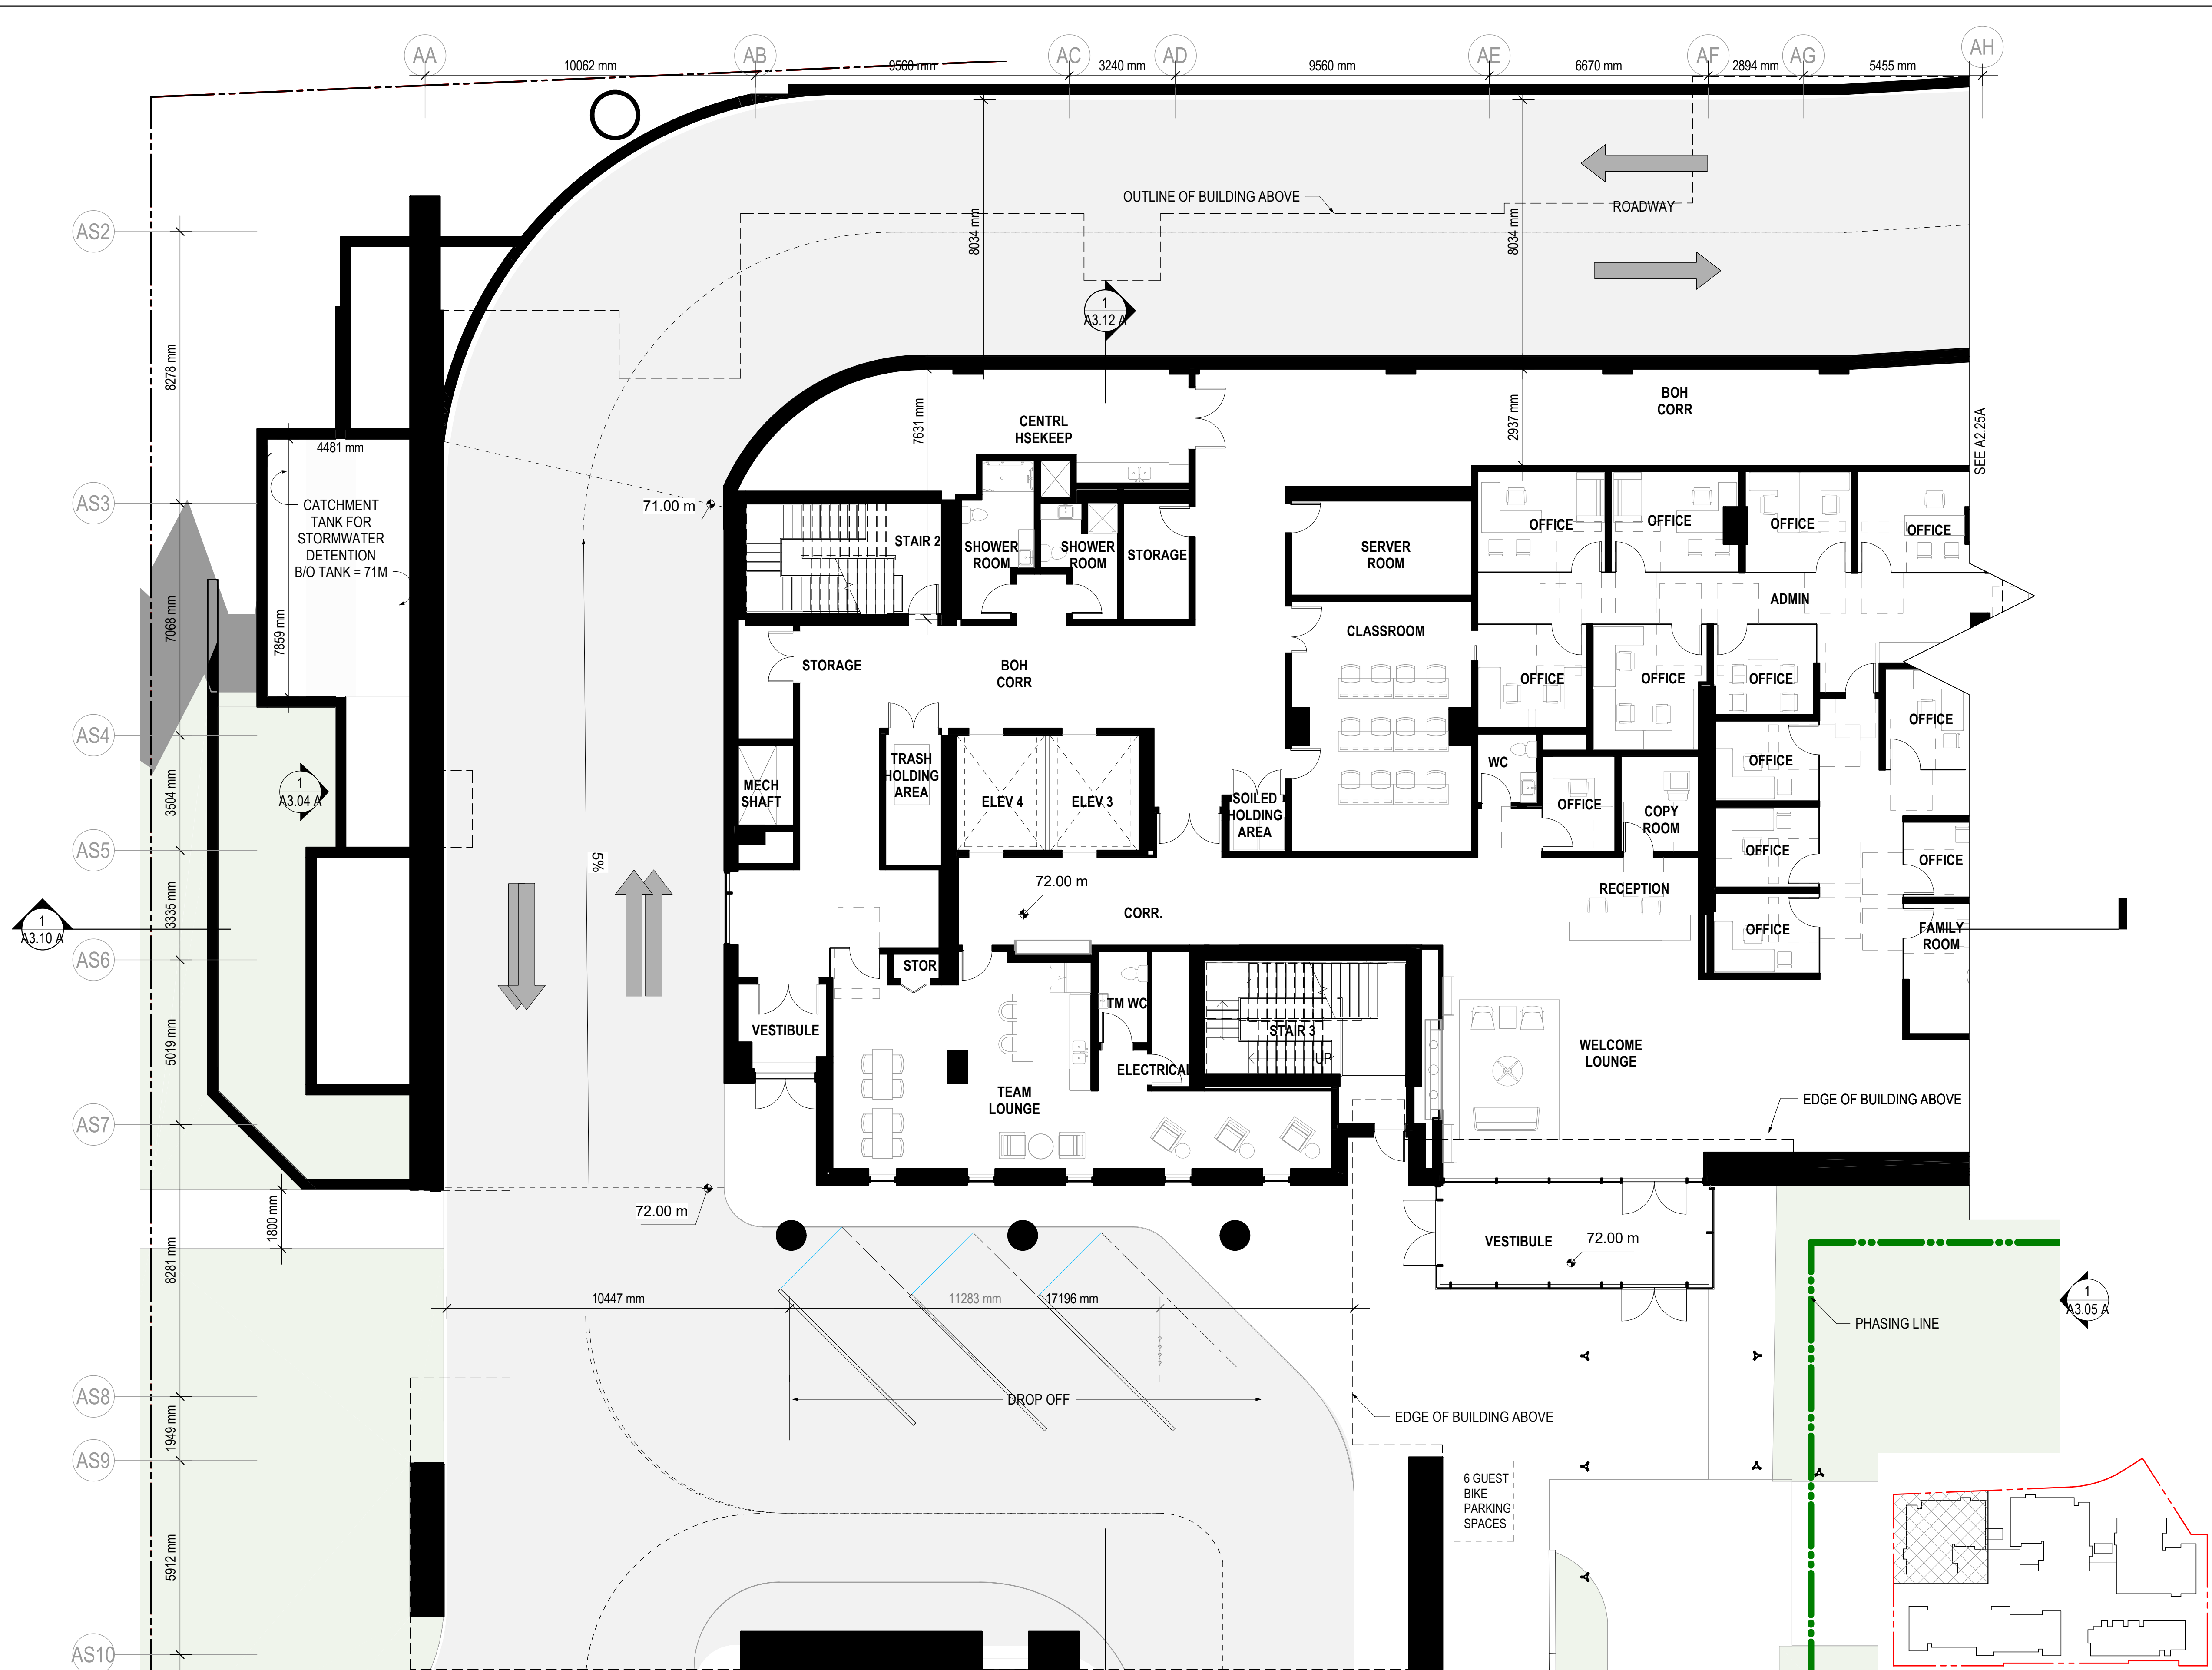 AA
AB
AC
AD
AE
AF
AG
AH
10062 mm
9560 mm
3240 mm
9560 mm
6670 mm
2894 mm
5455 mm
OUTLINE OF BUILDING ABOVE
ROADWAY
AS2
8034 mm
8034 mm
1
A3.12 A
8278 mm
BOH
CORR
CENTRL
HSEKEEP
7631 mm
2937 mm
SEE A2.25A
4481 mm
AS3
CATCHMENT
TANK FOR
STORMWATER
DETENTION
B/O TANK = 71M
71.00 m
STAIR 2
SHOWER
ROOM
SHOWER
ROOM
STORAGE
SERVER
ROOM
OFFICE
OFFICE
OFFICE
OFFICE
7068 mm
7859 mm
ADMIN
CLASSROOM
STORAGE
BOH
CORR
OFFICE
OFFICE
OFFICE
OFFICE
AS4
3504 mm
1
A3.04 A
MECH
SHAFT
TRASH
HOLDING
AREA
ELEV 4
ELEV 3
SOILED
HOLDING
AREA
WC
OFFICE
COPY
ROOM
OFFICE
AS5
5%
OFFICE
OFFICE
3335 mm
72.00 m
CORR.
RECEPTION
1
A3.10 A
OFFICE
FAMILY
ROOM
AS6
STOR
5019 mm
VESTIBULE
TM WC
STAIR 3
UP
ELECTRICAL
WELCOME
LOUNGE
TEAM
LOUNGE
EDGE OF BUILDING ABOVE
AS7
72.00 m
1800 mm
8281 mm
VESTIBULE
72.00 m
10447 mm
11283 mm
17196 mm
1
A3.05 A
PHASING LINE
AS8
DROP OFF
EDGE OF BUILDING ABOVE
1949 mm
AS9
6 GUEST
BIKE
PARKING
SPACES
5912 mm
AS10